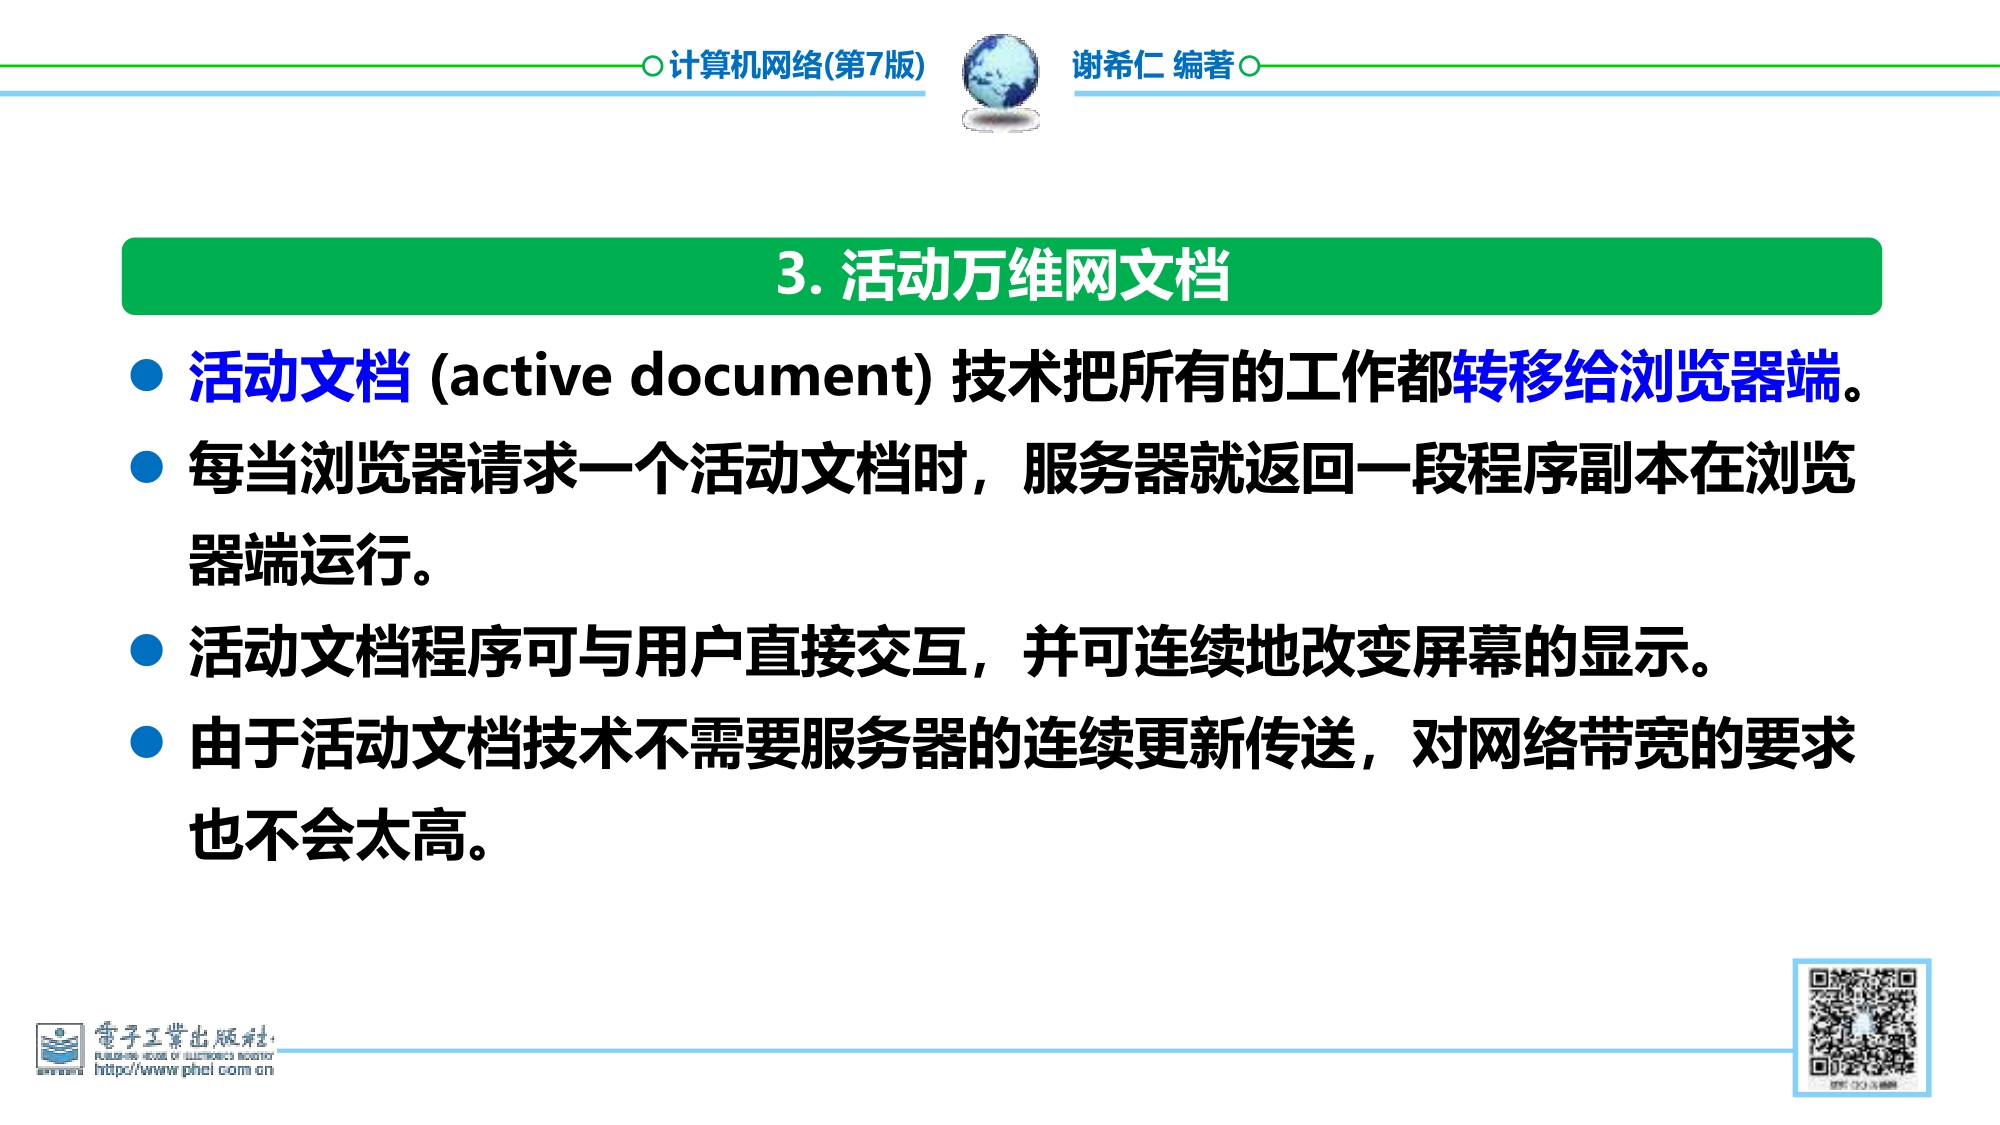 计算机网络(第7版)
谢希仁 编著
3. 活动万维网文档
活动文档 (active document) 技术把所有的工作都转移给浏览器端。
每当浏览器请求一个活动文档时，服务器就返回一段程序副本在浏览
器端运行。
活动文档程序可与用户直接交互，并可连续地改变屏幕的显示。
由于活动文档技术不需要服务器的连续更新传送，对网络带宽的要求
也不会太高。
電子工業出版社
PUBLISHING HOUSE OF ELECTRONICS INDUSTRY
http://www.phei.com.cn